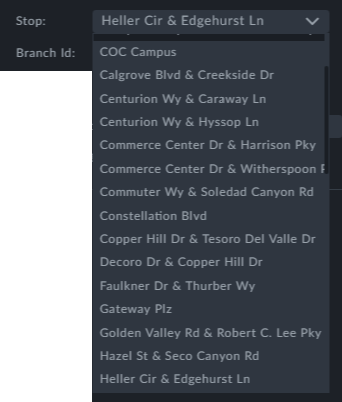 Stop: Heller Cir & Edgehurst Ln
Branch Id:
COC Campus
Calgrove Blvd & Creekside Dr
Centurion Wy & Caraway Ln
Centurion Wy & Hyssop Ln
Commerce Center Dr & Harrison Pky
Commerce Center Dr & Witherspoon
Commuter Wy & Soledad Canyon Rd
Constellation Blvd
Copper Hill Dr & Tesoro Del Valle Dr
Decoro Dr & Copper Hill Dr
Faulkner Dr & Thurber Wy
Gateway Plz
Golden Valley Rd & Robert C. Lee Pky
Hazel St & Seco Canyon Rd
Heller Cir & Edgehurst Ln